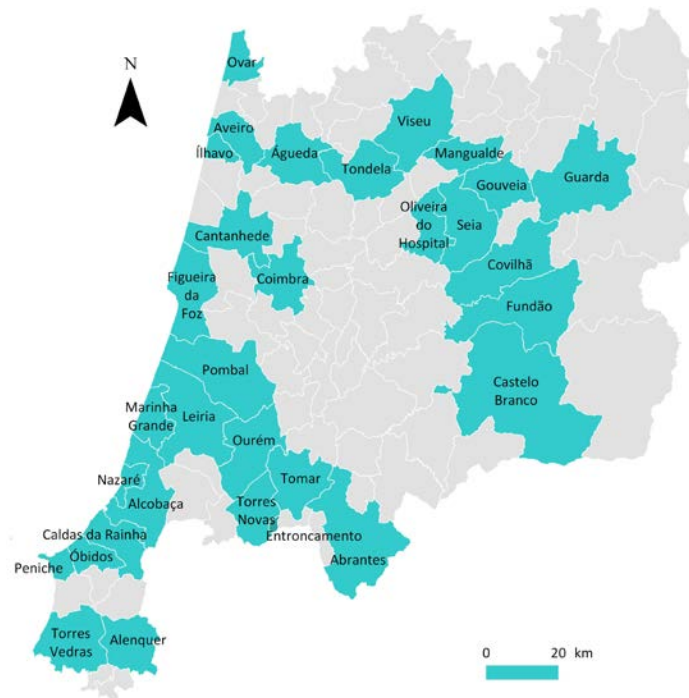 Ovar
N
Viseu
Aveiro
Ílhavo
Águeda
Mangualde
Tondela
Guarda
Gouveia
Oliveira
do
Hospital
Seia
Cantanhede
Covilhã
Coimbra
Figueira
da
Foz
Fundão
Pombal
Castelo
Branco
Marinha
Grande
Leiria
Ourém
Nazaré
Tomar
Alcobaça
Torres
Novas
Caldas da Rainha
Entroncamento
Óbidos
Peniche
Abrantes
Torres
Vedras
Alenquer
0 20 km